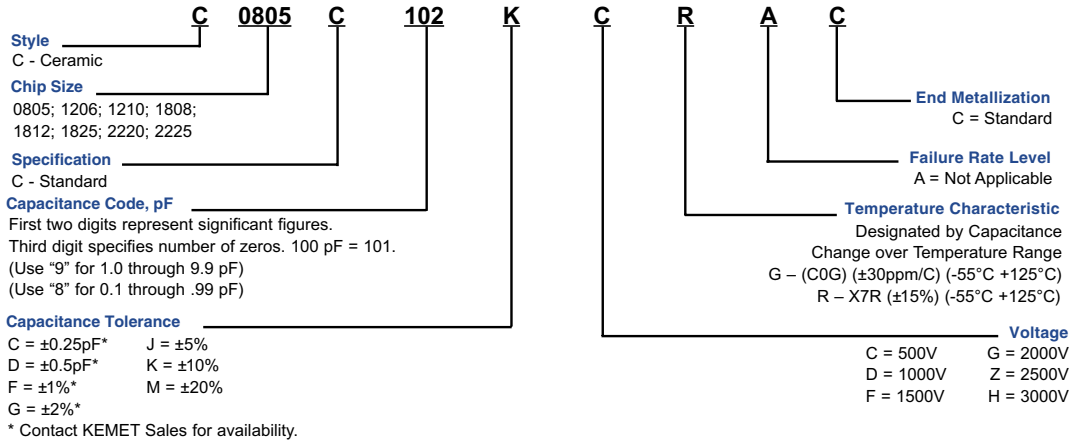 C 0805 C 102 K C R A C
Style
C - Ceramic
Chip Size
0805; 1206; 1210; 1808;
1812; 1825; 2220; 2225
Specification
C - Standard
Capacitance Code, pF
First two digits represent significant figures.
Third digit specifies number of zeros. 100 pF = 101.
(Use “9” for 1.0 through 9.9 pF)
(Use “8” for 0.1 through .99 pF)
Capacitance Tolerance
C = ±0.25pF* J = ±5%
D = ±0.5pF* K = ±10%
F = ±1%* M = ±20%
G = ±2%*
* Contact KEMET Sales for availability.
End Metallization
C = Standard
Failure Rate Level
A = Not Applicable
Temperature Characteristic
Designated by Capacitance
Change over Temperature Range
G – (C0G) (±30ppm/C) (-55°C +125°C)
R – X7R (±15%) (-55°C +125°C)
Voltage
C = 500V G = 2000V
D = 1000V Z = 2500V
F = 1500V H = 3000V